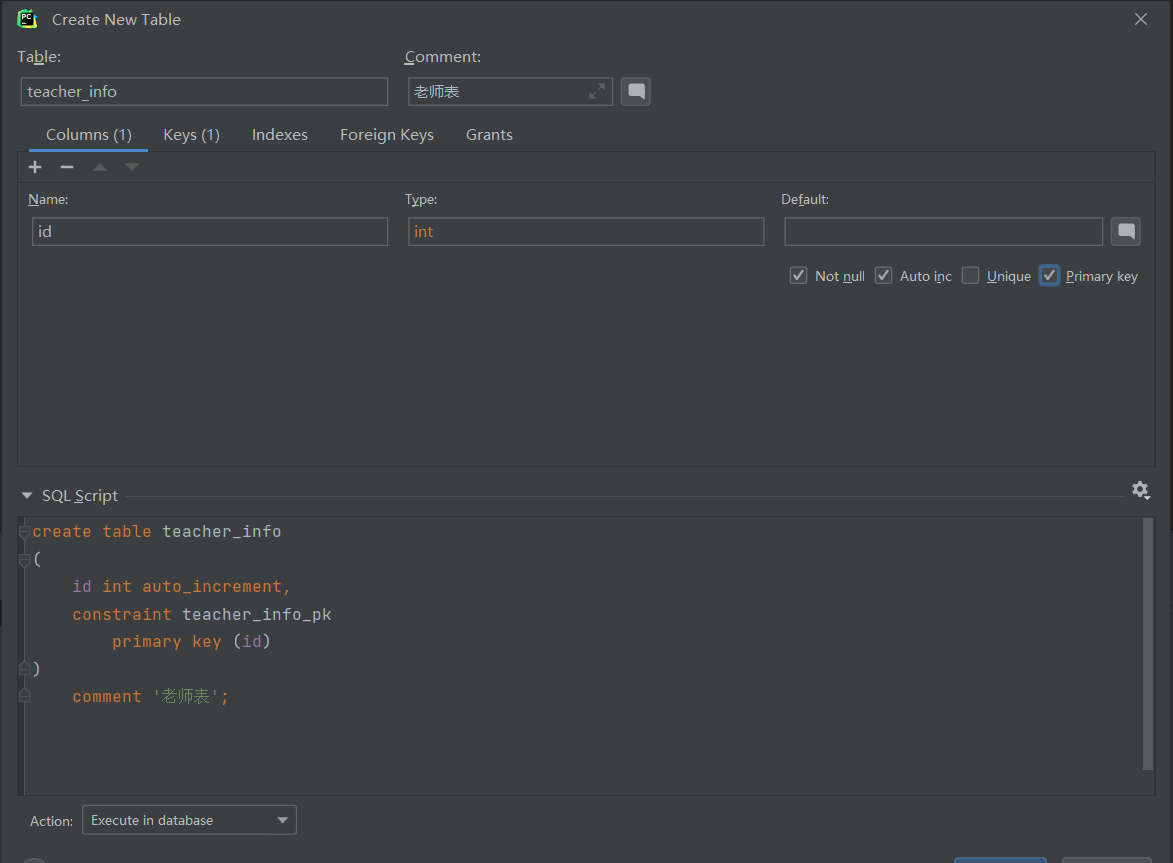 Create New Table
Table: Comment:
teacher_info 老师表
Columns (1) Keys (1) Indexes Foreign Keys Grants
Name: Type: Default:
id int
Not null Auto inc Unique Primary key
SQL Script
create table teacher_info
(
id int auto_increment,
constraint teacher_info_pk
primary key (id)
)
comment '老师表';
Action: Execute in database